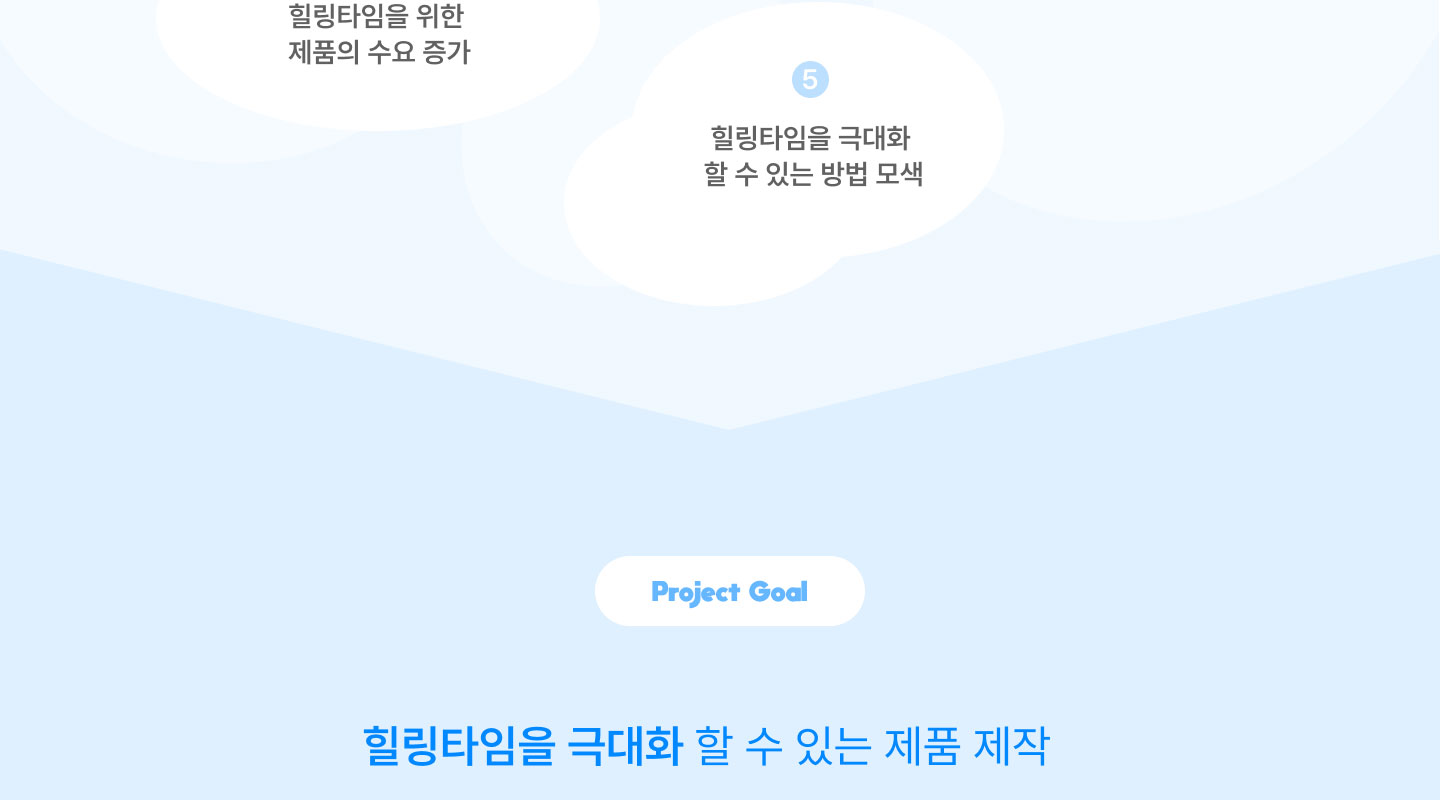 힐링타임을 위한
제품의 수요 증가
5
힐링타임을 극대화
할 수 있는 방법 모색
Project Goal
힐링타임을 극대화 할 수 있는 제품 제작